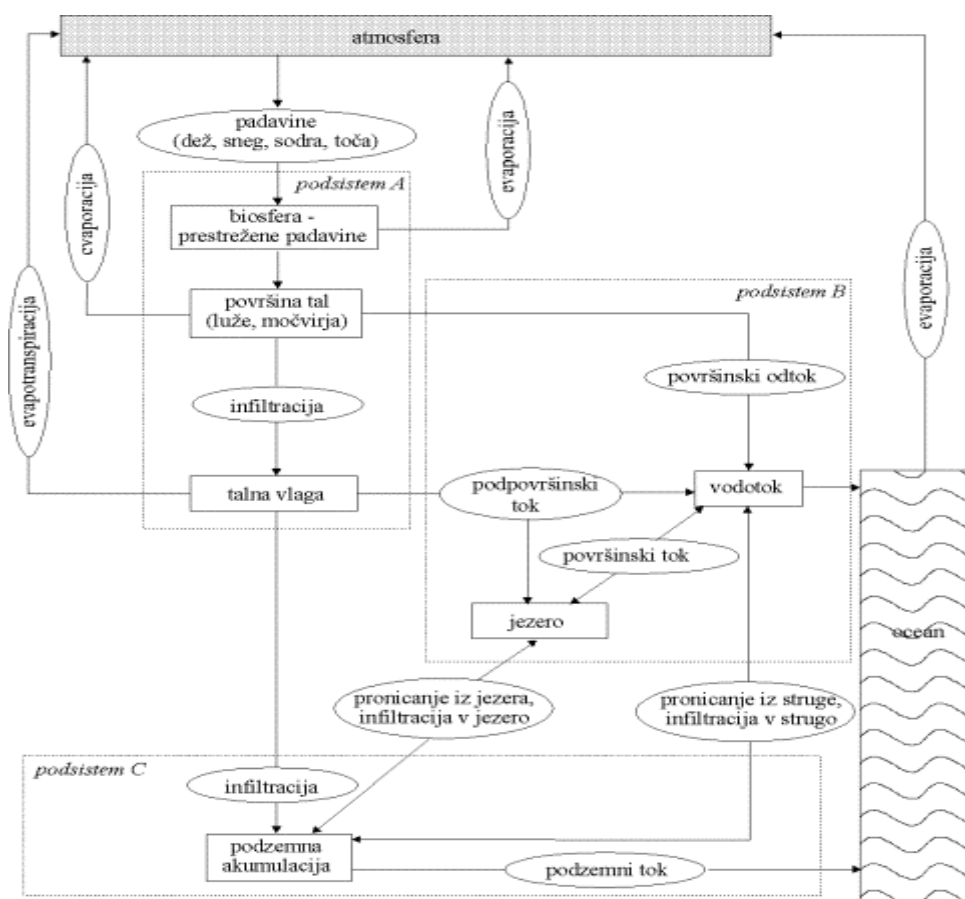 atmosfera
padavine
(dež, sneg, sodra, toča)
evaporacija
evaporacija
evapotranspiracija
evaporacija
podsistem A
biosfera -
prestrežene padavine
površina tal
(luže, močvirja)
infiltracija
talna vlaga
podsistem B
površinski odtok
podpovršinski
tok
vodotok
površinski tok
jezero
ocean
pronicanje iz jezera,
infiltracija v jezero
pronicanje iz struge,
infiltracija v strugo
podsistem C
infiltracija
podzemna
akumulacija
podzemni tok